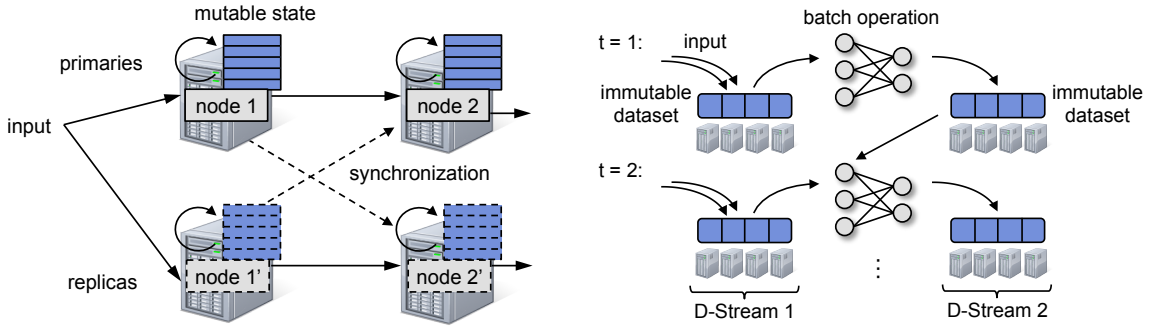 mutable state
primaries
node 1
node 2
input
synchronization
node 1’
node 2’
replicas
batch operation
t = 1:
input
immutable
dataset
immutable
dataset
t = 2:
⋮
D-Stream 1
D-Stream 2